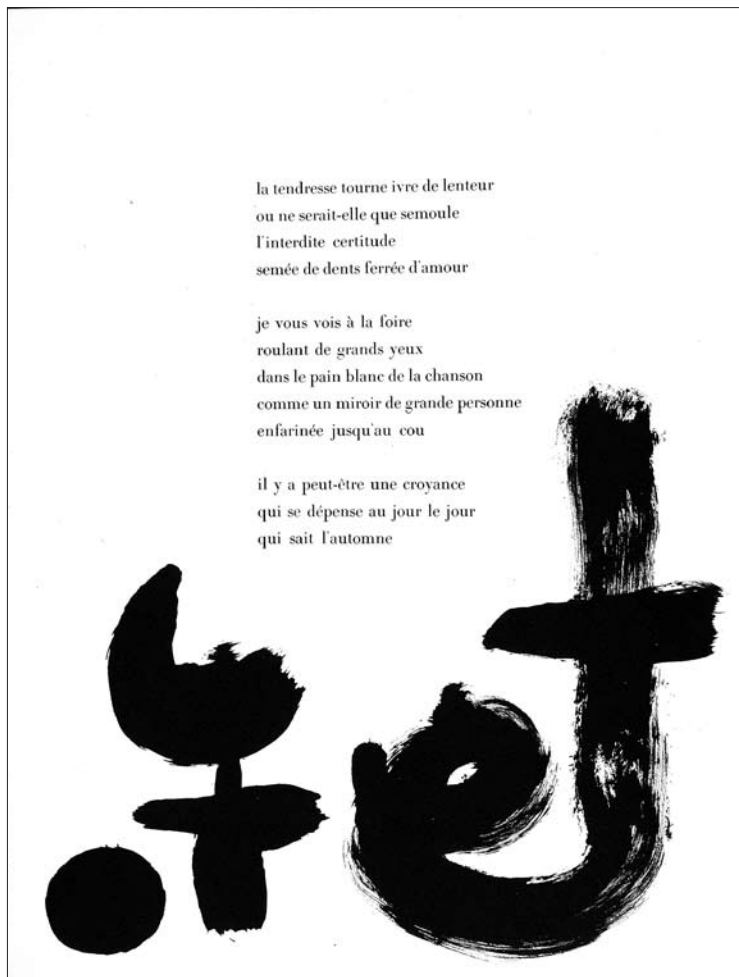 la tendresse tourne ivre de lenteur
ou ne serait-elle que semoule
l'interdite certitude
semée de dents ferrée d'amour

je vous vois à la foire
roulant de grands yeux
dans le pain blanc de la chanson
comme un miroir de grande personne
enfarinée jusqu'au cou

il y a peut-être une croyance
qui se dépense au jour le jour
qui sait l'automne

et